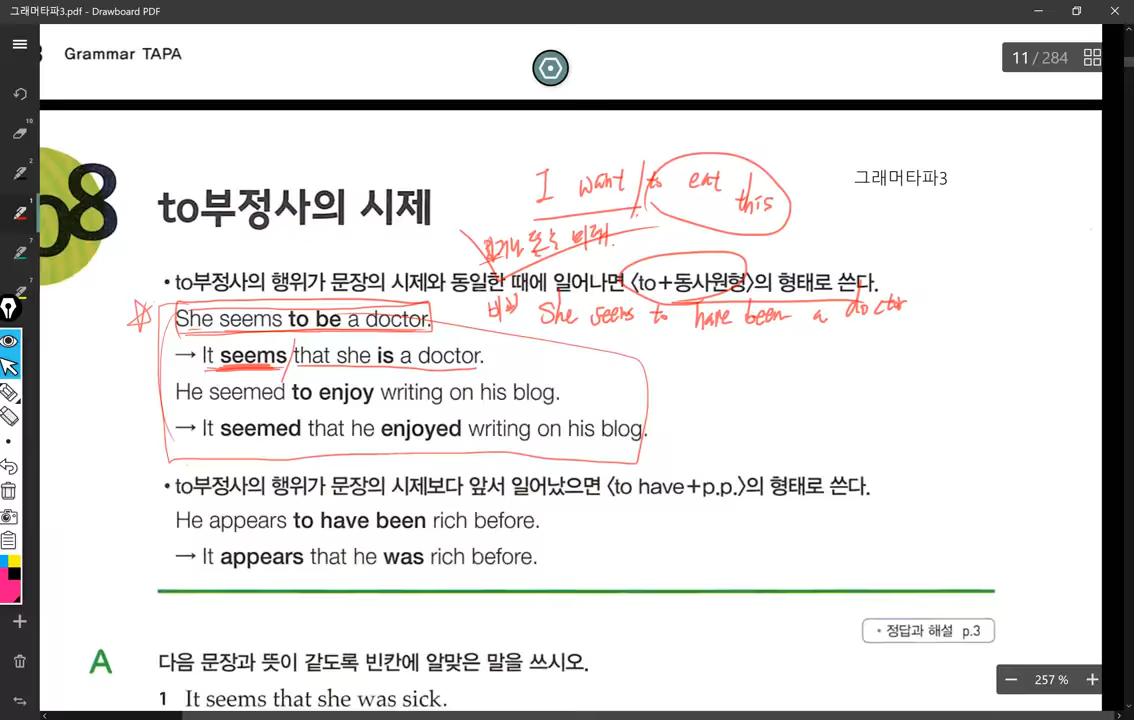 그래머타파3.pdf - Drawboard PDF
Grammar TAPA
11 / 284
08
to부정사의 시제
I want to eat this
그래머타파3
또는 미래.
• to부정사의 행위가 문장의 시제와 동일한 때에 일어나면 〈to+동사원형〉의 형태로 쓴다.
비교 She seems to have been a doctor
She seems to be a doctor.
→ It seems that she is a doctor.
He seemed to enjoy writing on his blog.
→ It seemed that he enjoyed writing on his blog.
• to부정사의 행위가 문장의 시제보다 앞서 일어났으면 〈to have+p.p.〉의 형태로 쓴다.
He appears to have been rich before.
→ It appears that he was rich before.
• 정답과 해설 p.3
A 다음 문장과 뜻이 같도록 빈칸에 알맞은 말을 쓰시오.
1 It seems that she was sick.
257 %